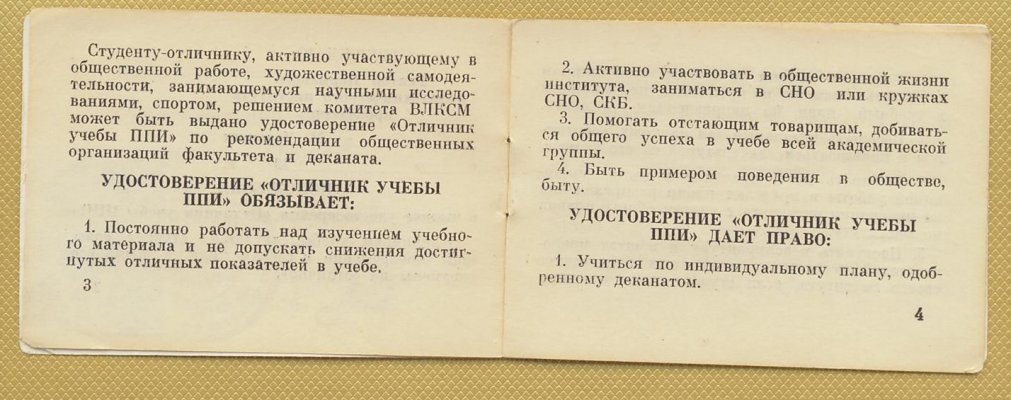 Студенту-отличнику, активно участвующему в
общественной работе, художественной самодея-
тельности, занимающемуся научными исследо-
ваниями, спортом, решением комитета ВЛКСМ
может быть выдано удостоверение «Отличник
учебы ППИ» по рекомендации общественных
организаций факультета и деканата.
УДОСТОВЕРЕНИЕ «ОТЛИЧНИК УЧЕБЫ
ППИ» ОБЯЗЫВАЕТ:
1. Постоянно работать над изучением учебно-
го материала и не допускать снижения достиг-
нутых отличных показателей в учебе.
3
2. Активно участвовать в общественной жизни
института, заниматься в СНО или кружках
СНО, СКБ.
3. Помогать отстающим товарищам, добивать-
ся общего успеха в учебе всей академической
группы.
4. Быть примером поведения в обществе,
быту.
УДОСТОВЕРЕНИЕ «ОТЛИЧНИК УЧЕБЫ
ППИ» ДАЕТ ПРАВО:
1. Учиться по индивидуальному плану, одоб-
ренному деканатом.
4